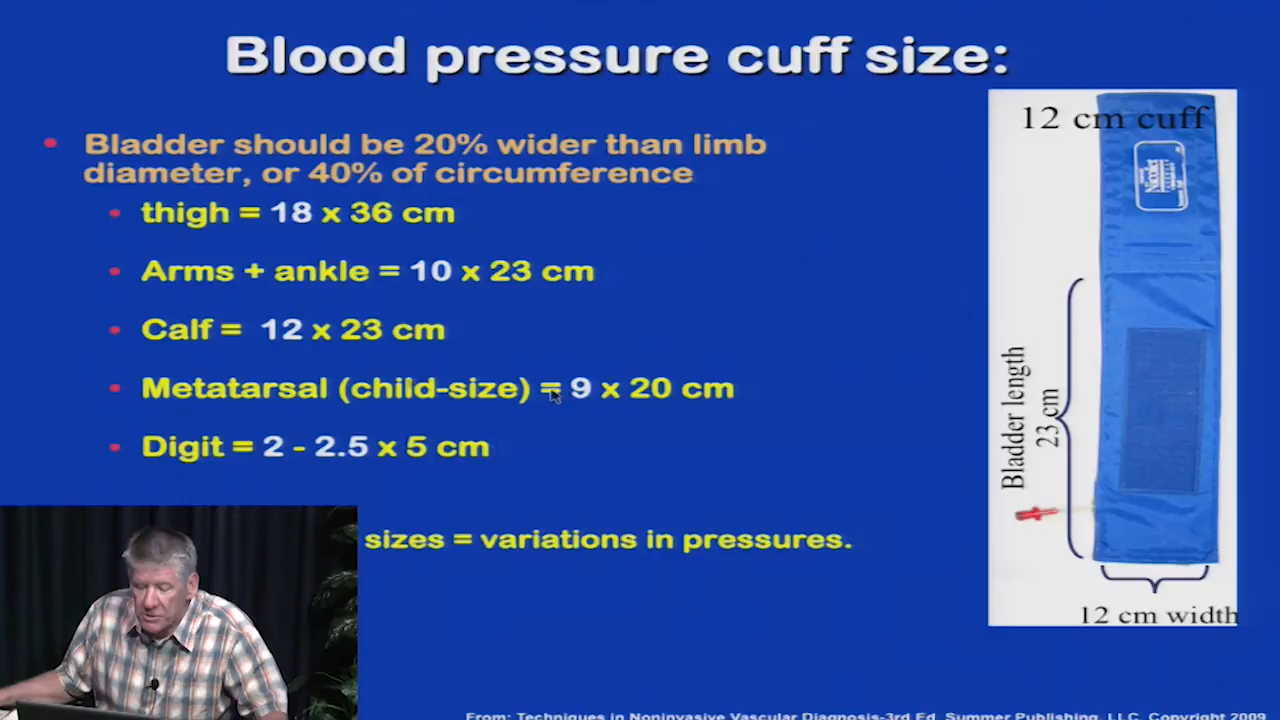 Blood pressure cuff size:
12 cm cuff
Bladder should be 20% wider than limb
diameter, or 40% of circumference
thigh = 18 x 36 cm
Arms + ankle = 10 x 23 cm
Calf = 12 x 23 cm
Metatarsal (child-size) = 9 x 20 cm
Digit = 2 - 2.5 x 5 cm
sizes = variations in pressures.
Nicolet
Bladder length
23 cm
12 cm width
From: Techniques in Noninvasive Vascular Diagnosis-3rd Ed. Summer Publishing, LLC. Copyright 2009